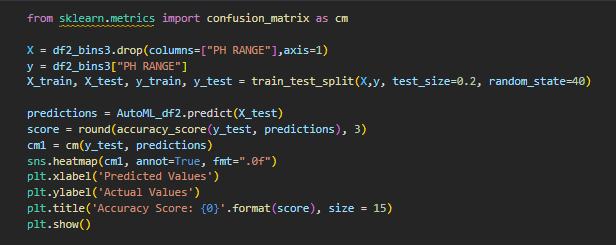 from sklearn.metrics import confusion_matrix as cm
X = df2_bins3.drop(columns=["PH RANGE"],axis=1)
y = df2_bins3["PH RANGE"]
X_train, X_test, y_train, y_test = train_test_split(X,y, test_size=0.2, random_state=40)
predictions = AutoML_df2.predict(X_test)
score = round(accuracy_score(y_test, predictions), 3)
cm1 = cm(y_test, predictions)
sns.heatmap(cm1, annot=True, fmt=".0f")
plt.xlabel('Predicted Values')
plt.ylabel('Actual Values')
plt.title('Accuracy Score: {0}'.format(score), size = 15)
plt.show()